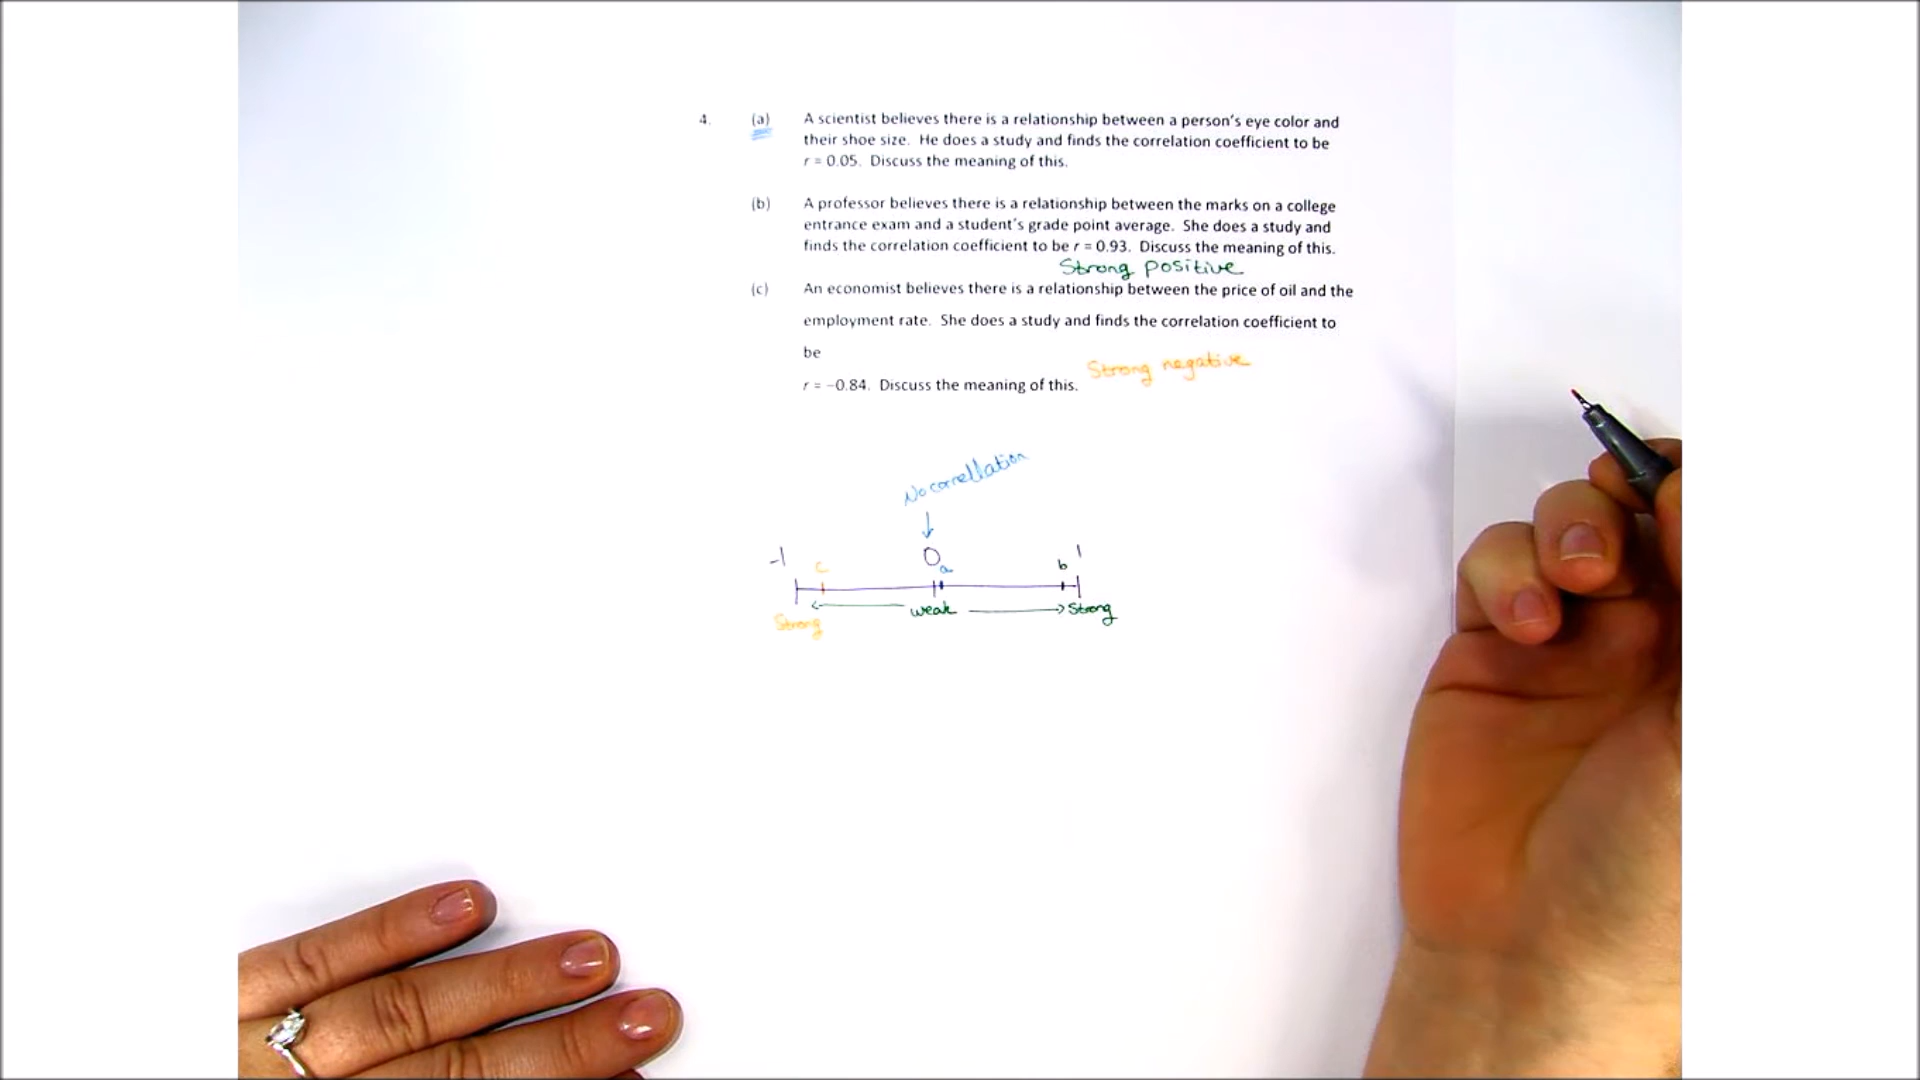 4. (a) A scientist believes there is a relationship between a person's eye color and
their shoe size. He does a study and finds the correlation coefficient to be
r = 0.05. Discuss the meaning of this.
(b) A professor believes there is a relationship between the marks on a college
entrance exam and a student's grade point average. She does a study and
finds the correlation coefficient to be r = 0.93. Discuss the meaning of this.
Strong positive
(c) An economist believes there is a relationship between the price of oil and the
employment rate. She does a study and finds the correlation coefficient to
be
Strong negative
r = −0.84. Discuss the meaning of this.
No correllation
-1 0 1
c a b
weak Strong
Strong